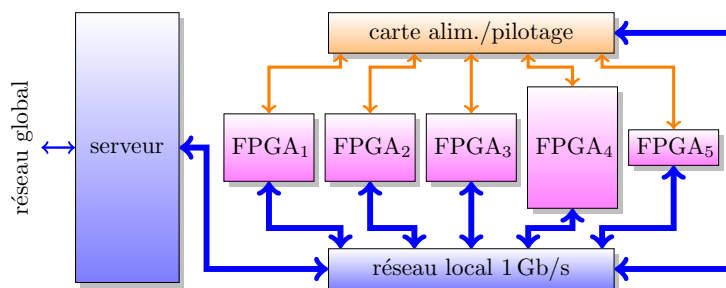 carte alim./pilotage
réseau global
serveur
FPGA₁
FPGA₂
FPGA₃
FPGA₄
FPGA₅
réseau local 1 Gb/s